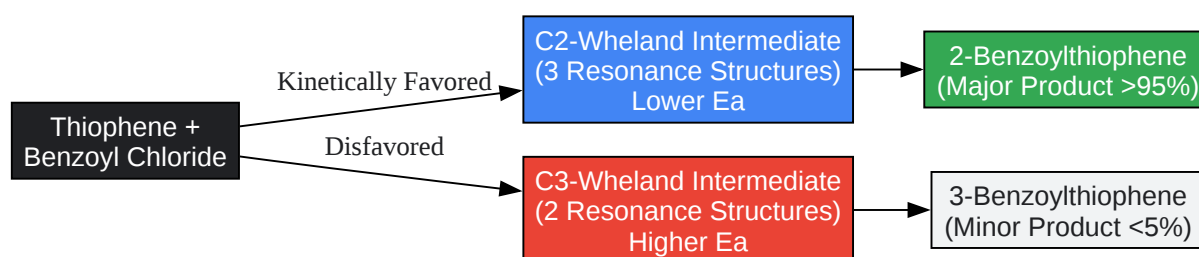 Thiophene +
Benzoyl Chloride
Kinetically Favored
Disfavored
C2-Wheland Intermediate
(3 Resonance Structures)
Lower Ea
C3-Wheland Intermediate
(2 Resonance Structures)
Higher Ea
2-Benzoylthiophene
(Major Product >95%)
3-Benzoylthiophene
(Minor Product <5%)